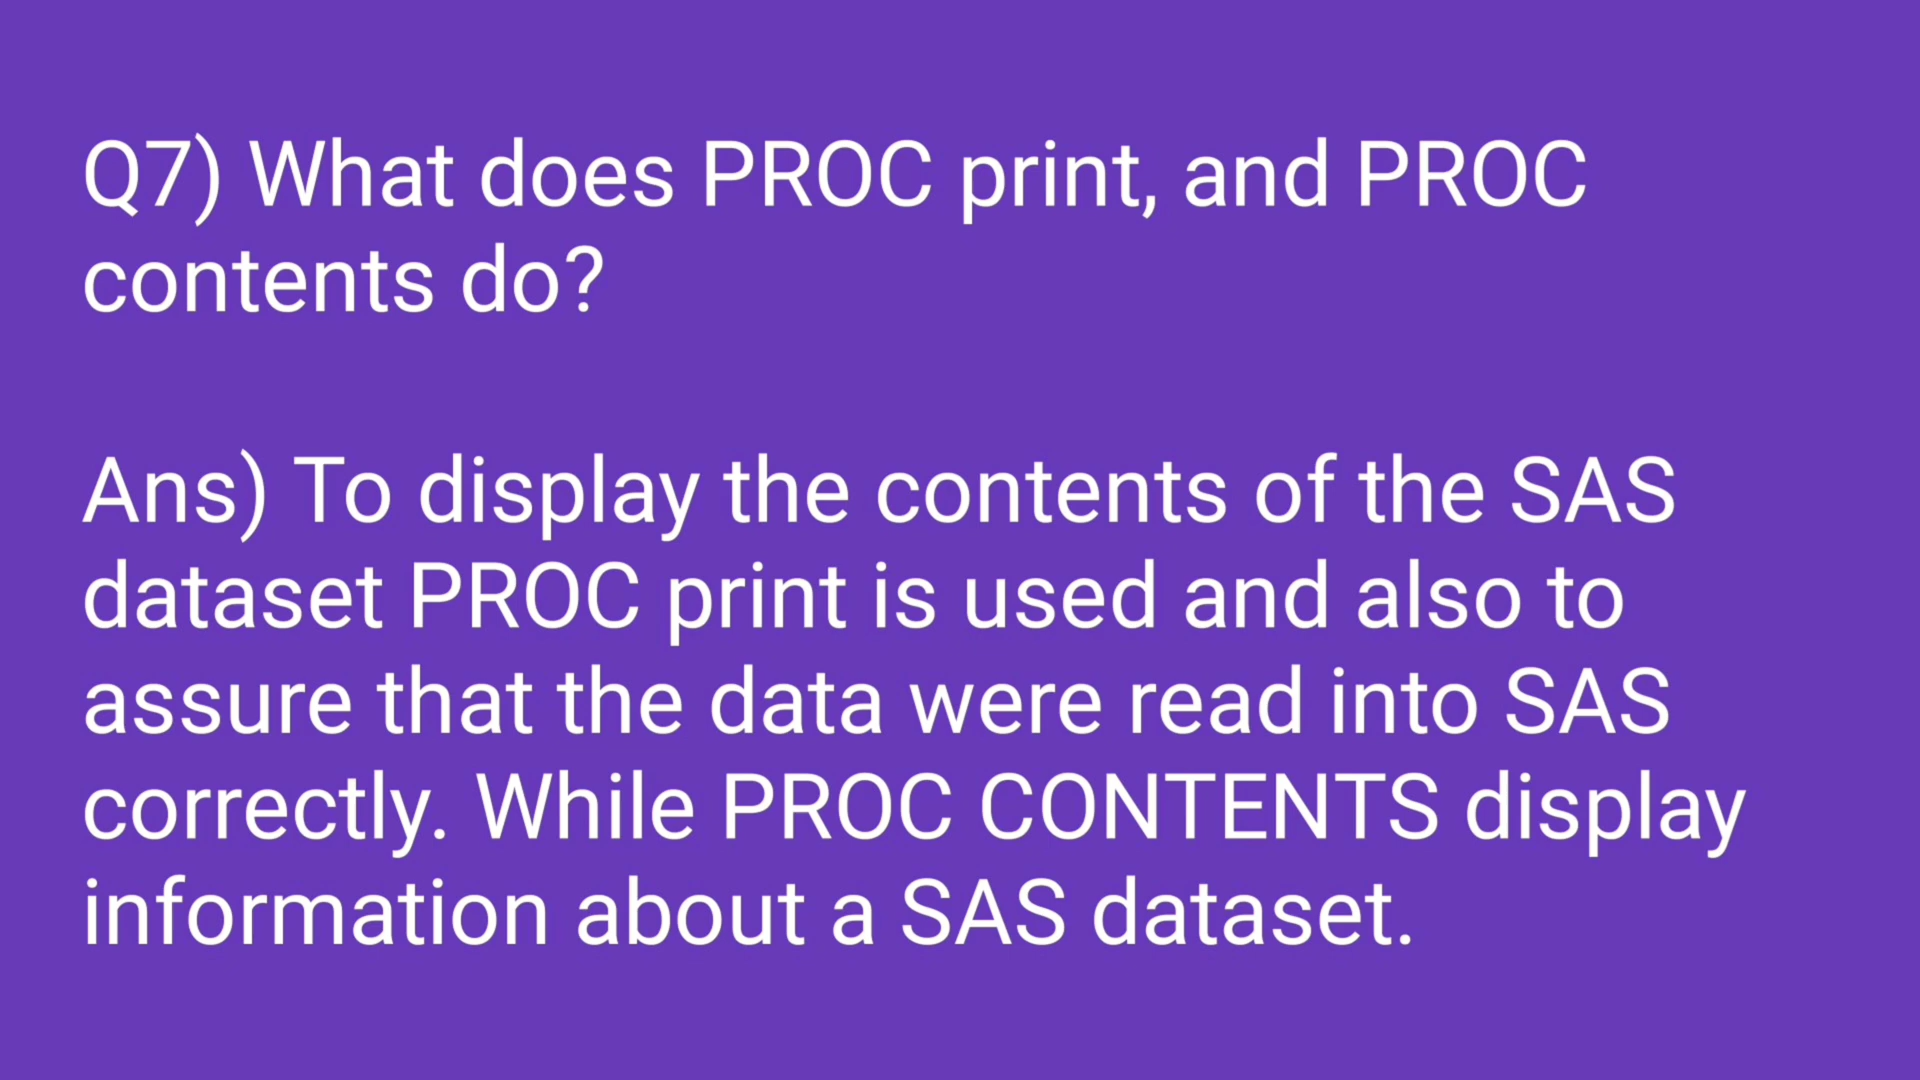 Q7) What does PROC print, and PROC
contents do?
Ans) To display the contents of the SAS
dataset PROC print is used and also to
assure that the data were read into SAS
correctly. While PROC CONTENTS display
information about a SAS dataset.